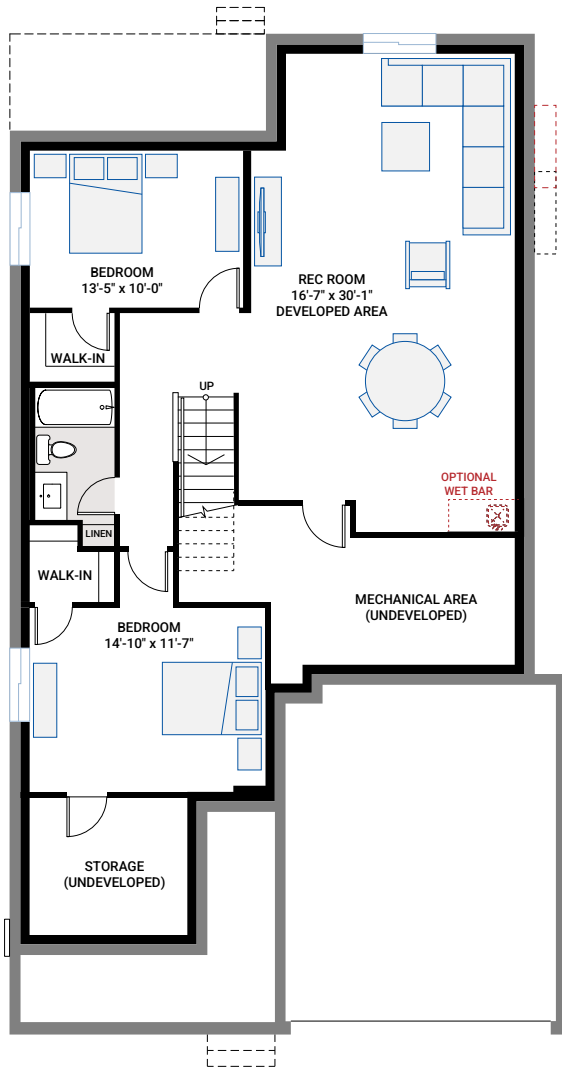 BEDROOM
13'-5" x 10'-0"
REC ROOM
16'-7" x 30'-1"
DEVELOPED AREA
WALK-IN
UP
OPTIONAL
WET BAR
LINEN
WALK-IN
MECHANICAL AREA
(UNDEVELOPED)
BEDROOM
14'-10" x 11'-7"
STORAGE
(UNDEVELOPED)